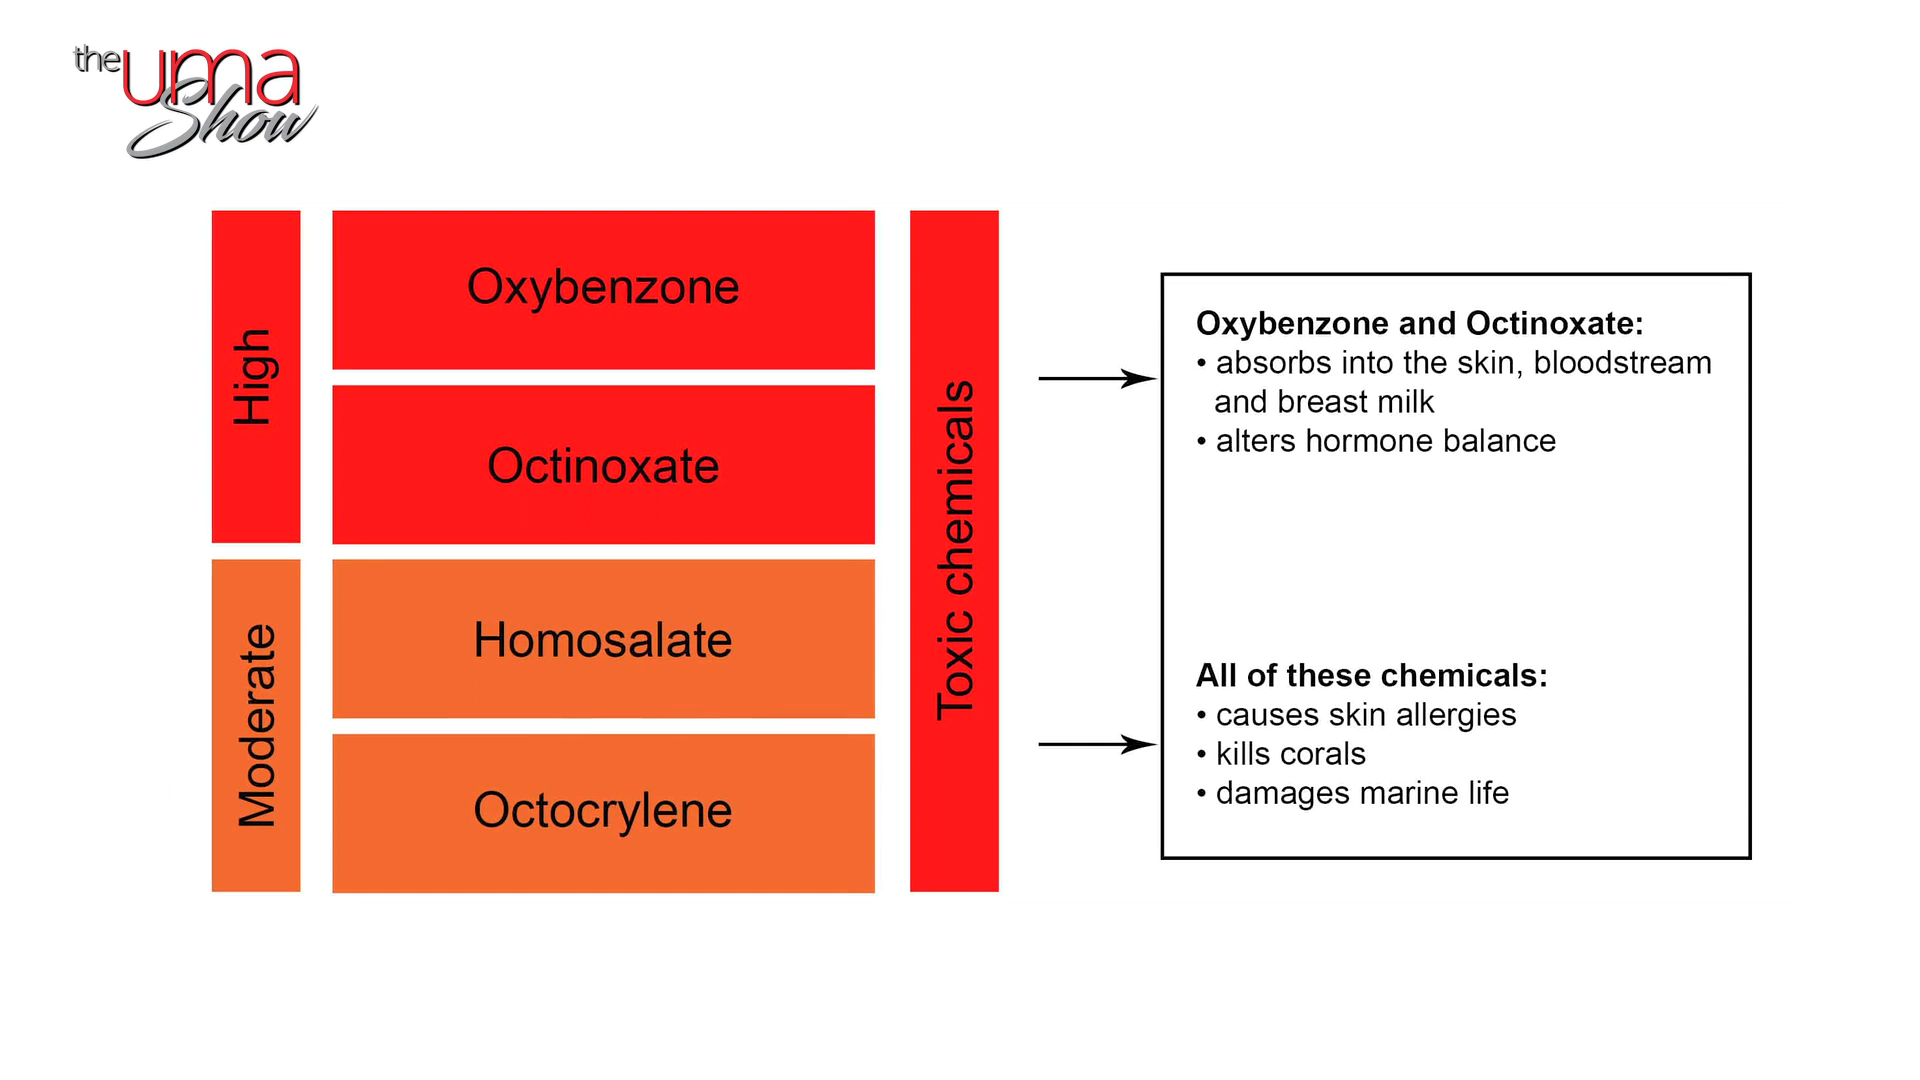 the uma
Show
High
Oxybenzone
Octinoxate
Moderate
Homosalate
Octocrylene
Toxic chemicals
Oxybenzone and Octinoxate:
• absorbs into the skin, bloodstream
and breast milk
• alters hormone balance
All of these chemicals:
• causes skin allergies
• kills corals
• damages marine life